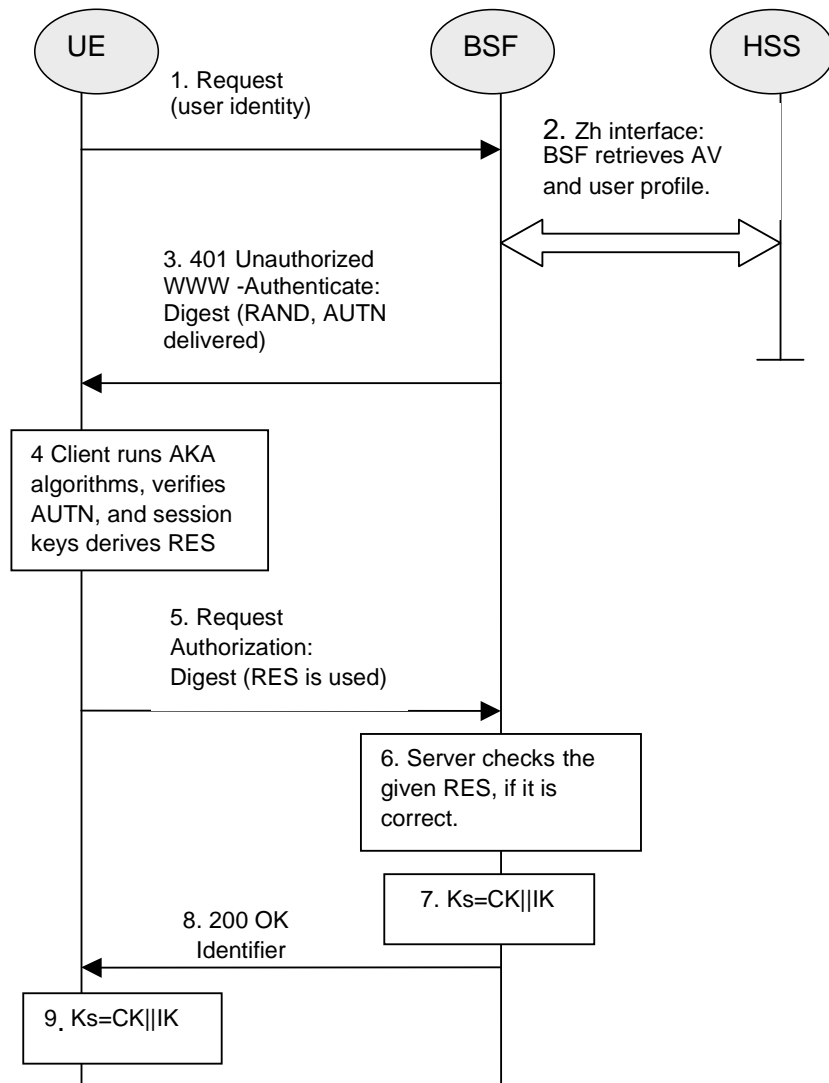 UE
BSF
HSS
1. Request
(user identity)
2. Zh interface:
BSF retrieves AV
and user profile.
3. 401 Unauthorized
WWW -Authenticate:
Digest (RAND, AUTN
delivered)
4 Client runs AKA
algorithms, verifies
AUTN, and session
keys derives RES
5. Request
Authorization:
Digest (RES is used)
6. Server checks the
given RES, if it is
correct.
7. Ks=CK||IK
8. 200 OK
Identifier
9. Ks=CK||IK